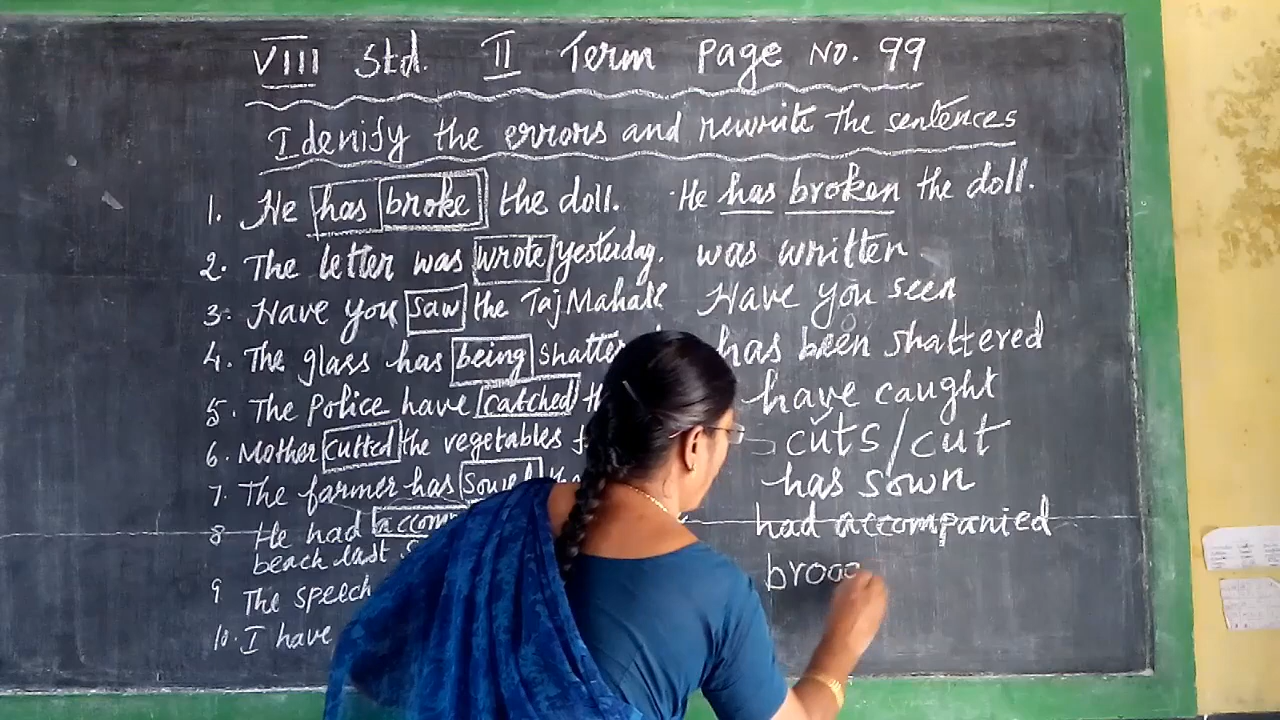 VIII Std. II Term Page No. 99
Idenify the errors and rewrite the sentences
1. He has broke the doll. He has broken the doll.
2. The letter was wrote yesterday. was written
3. Have you saw the Taj Mahal Have you seen
4. The glass has being shatter has been shattered
5. The Police have catched have caught
6. Mother cutted the vegetables cuts/cut
7. The farmer has has sown
8 He had accom had accompanied
beach last
9 The speech broac
10. I have